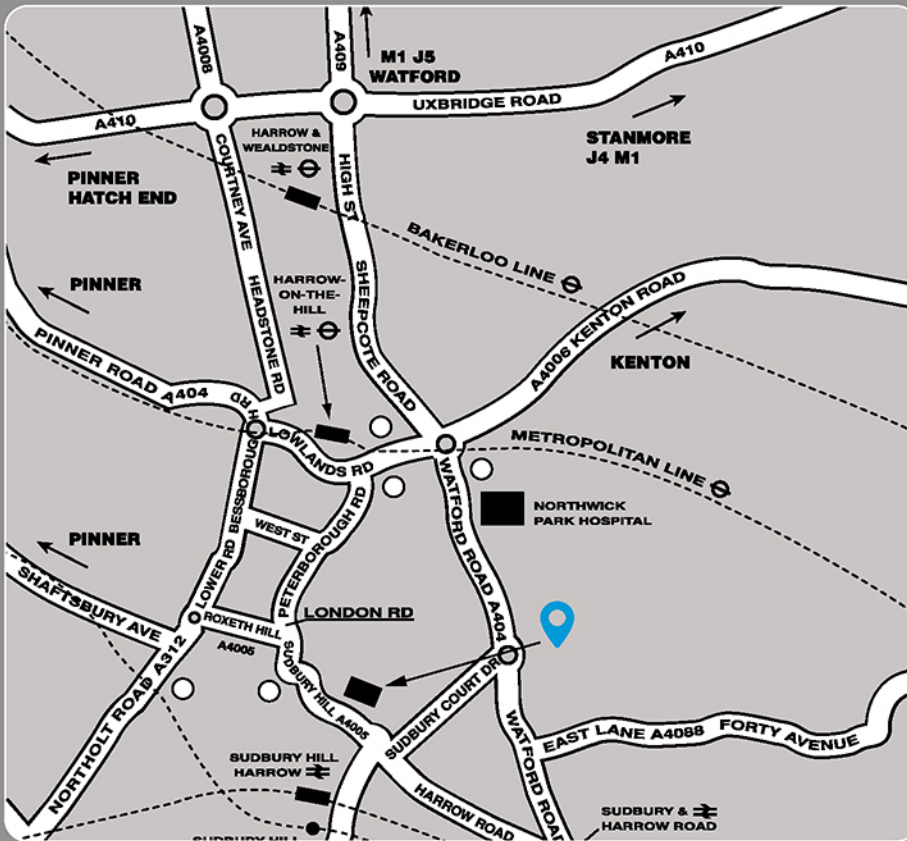 A4008
A409
M1 J5
WATFORD
A410
UXBRIDGE ROAD
A410
STANMORE
J4 M1
HARROW &
WEALDSTONE
PINNER
HATCH END
COURTNEY AVE
HIGH ST
BAKERLOO LINE
PINNER
HARROW-
ON-THE-
HILL
HEADSTONE RD
SHEEPCOTE ROAD
A4006 KENTON ROAD
KENTON
PINNER ROAD A404
LOWLANDS RD
METROPOLITAN LINE
BESSBOROUGH RD
NORTHWICK
PARK HOSPITAL
WEST ST
PETERBOROUGH RD
WATFORD ROAD A404
PINNER
SHAFTSBURY AVE
LOWER RD
ROXETH HILL
A4005
LONDON RD
NORTHOLT ROAD A312
SUDBURY HILL A4005
SUDBURY COURT DR
WATFORD ROAD
EAST LANE A4088
FORTY AVENUE
SUDBURY HILL
HARROW
HARROW ROAD
SUDBURY &
HARROW ROAD
SUDBURY HILL